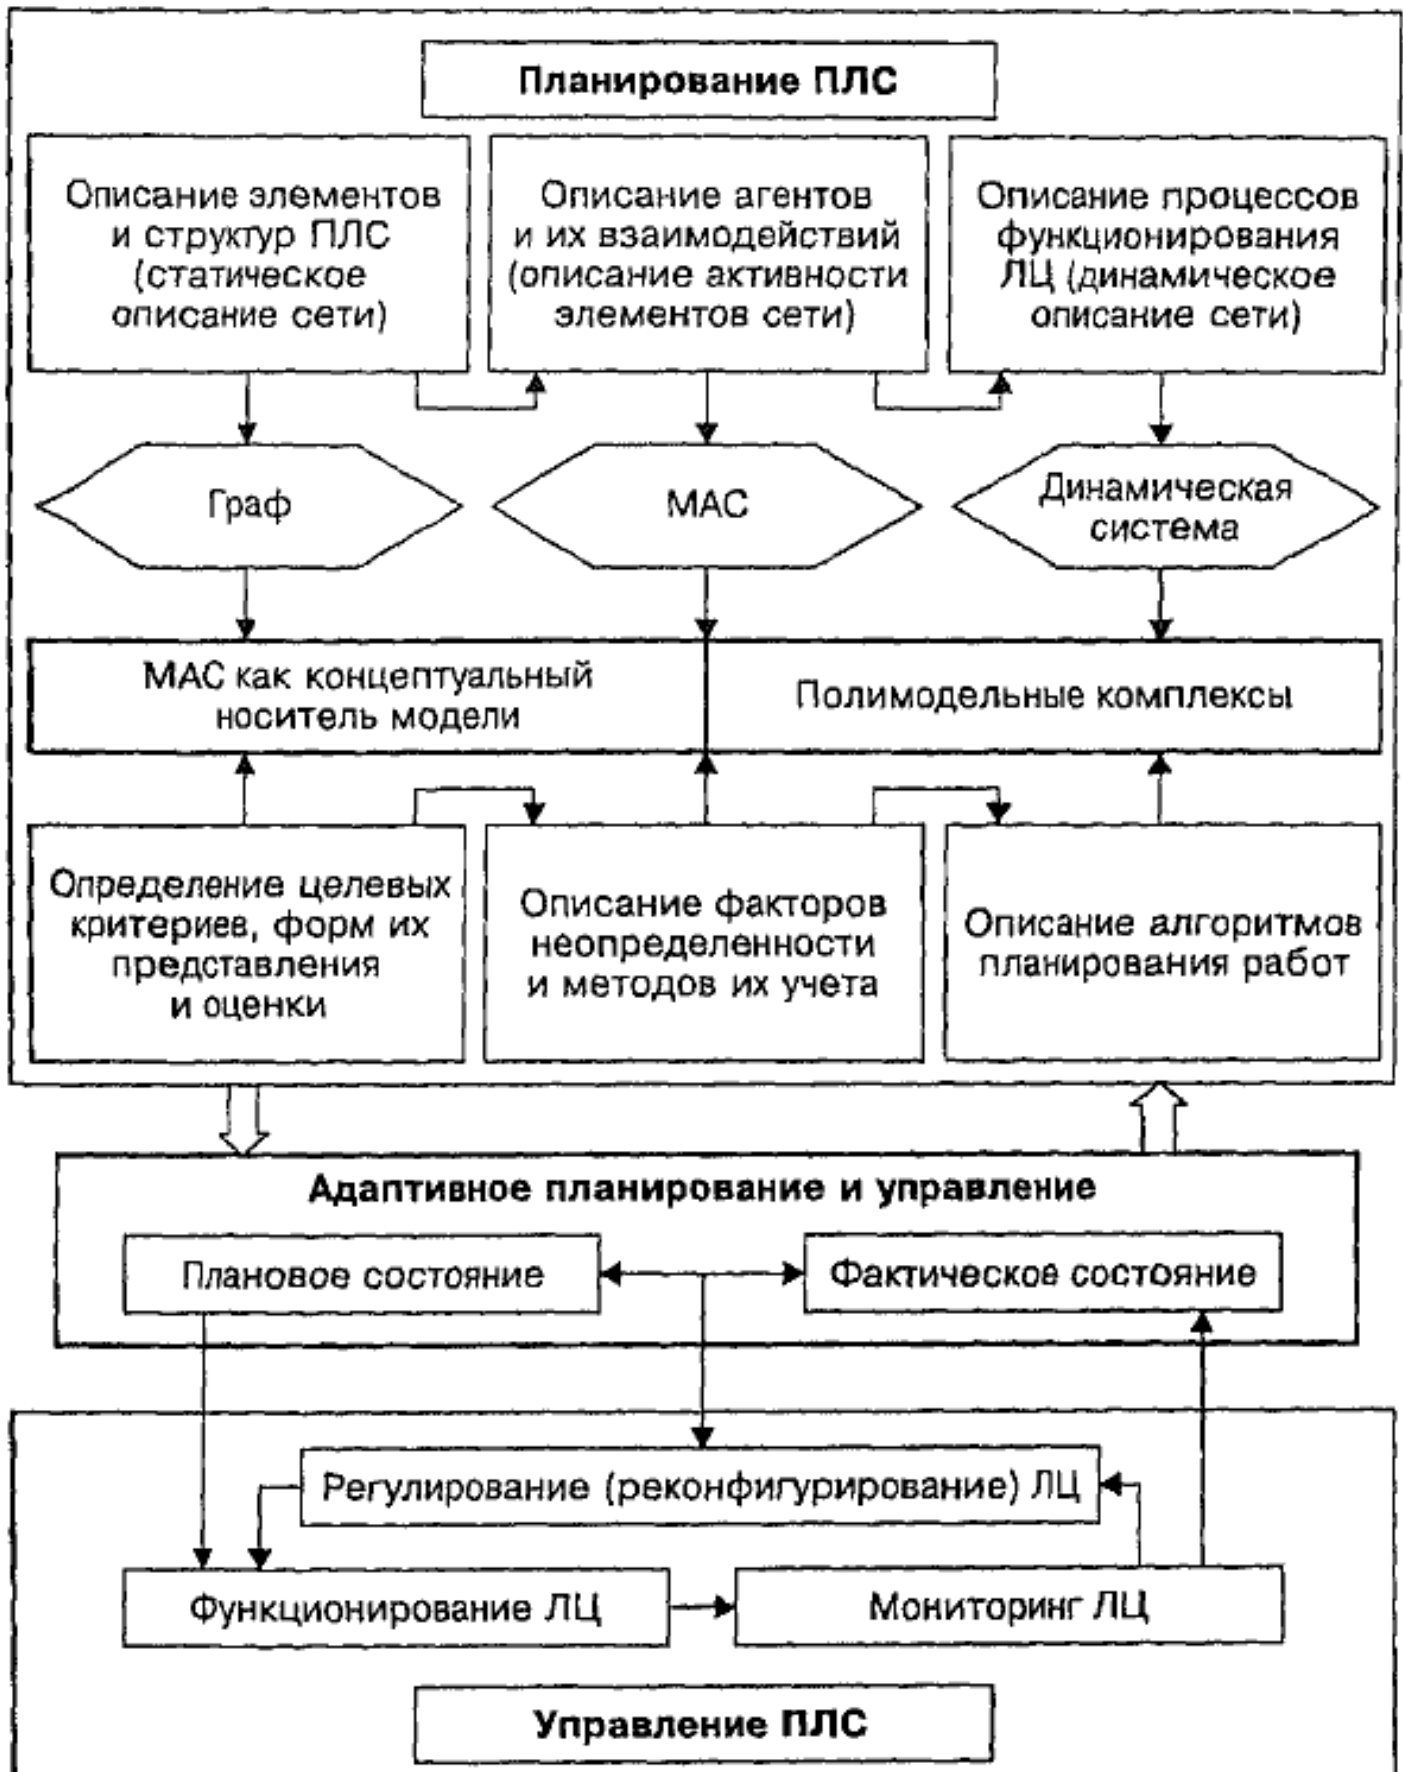 Планирование ПЛС
Описание элементов
и структур ПЛС
(статическое
описание сети)
Описание агентов
и их взаимодействий
(описание активности
элементов сети)
Описание процессов
функционирования
ЛЦ (динамическое
описание сети)
Граф
МАС
Динамическая
система
МАС как концептуальный
носитель модели
Полимодельные комплексы
Определение целевых
критериев, форм их
представления
и оценки
Описание факторов
неопределенности
и методов их учета
Описание алгоритмов
планирования работ
Адаптивное планирование и управление
Плановое состояние
Фактическое состояние
Регулирование (реконфигурирование) ЛЦ
Функционирование ЛЦ
Мониторинг ЛЦ
Управление ПЛС